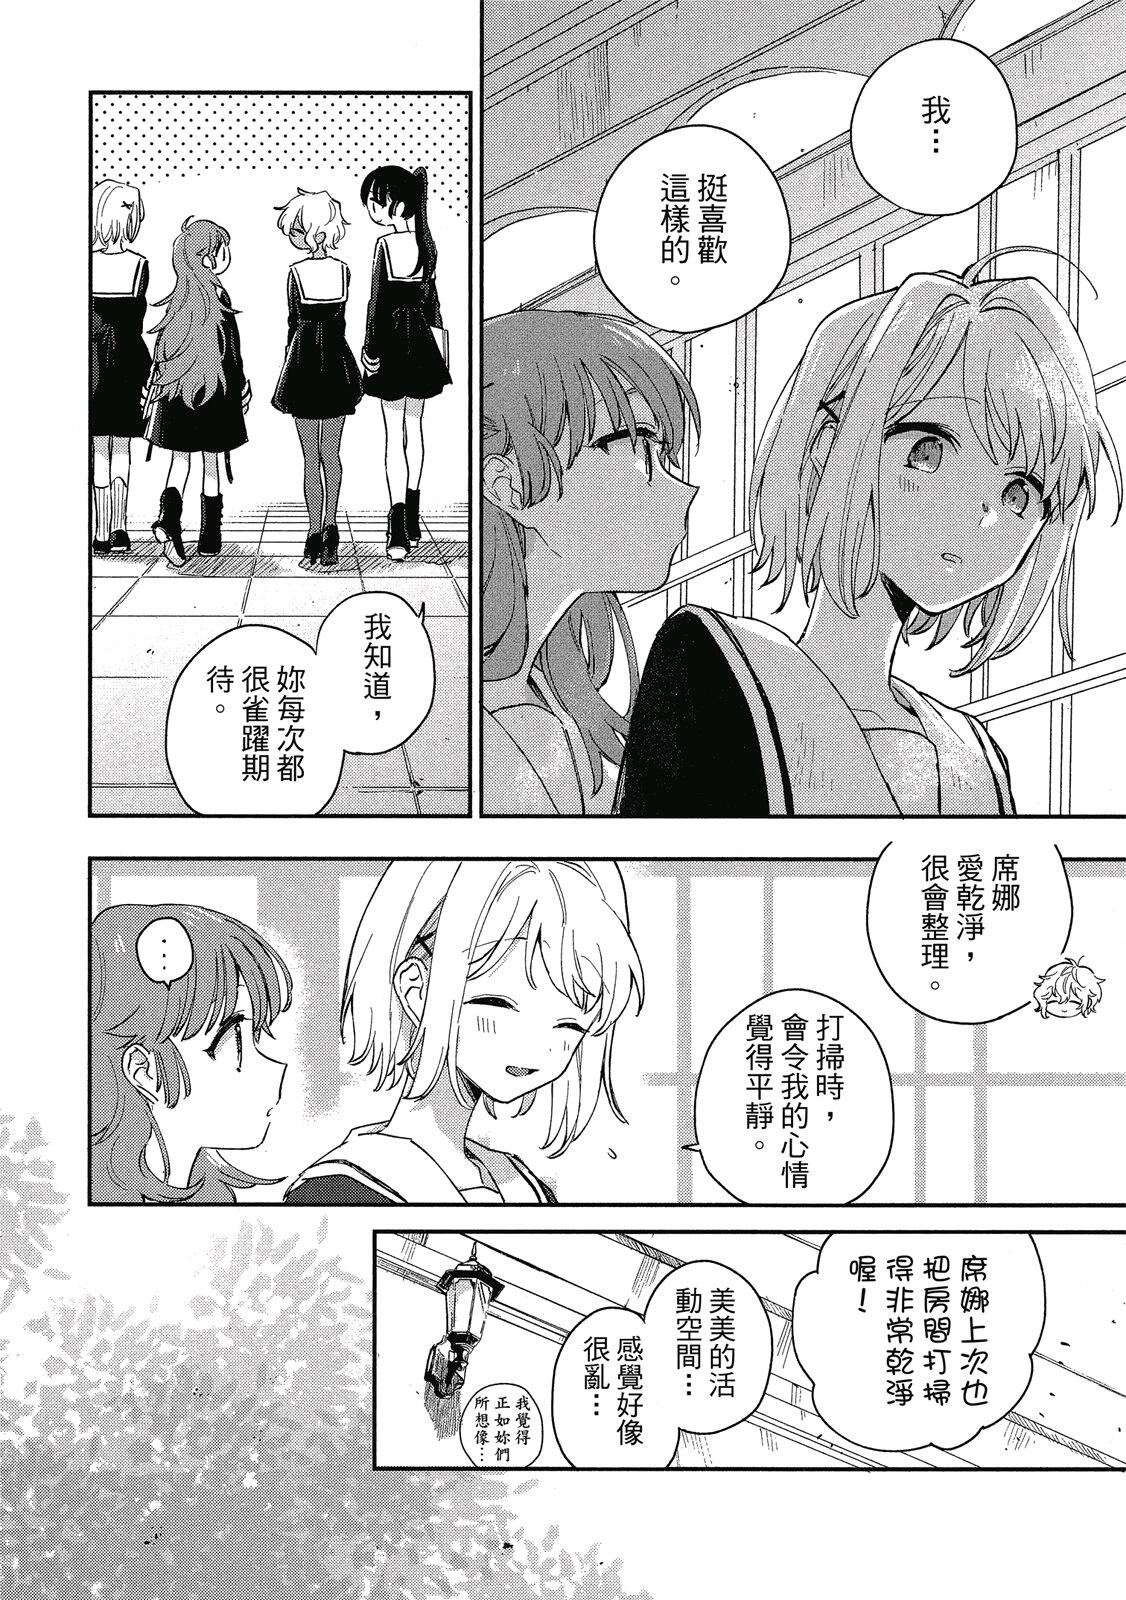 我…
挺喜歡
這樣的。
我知道，
妳每次都
很雀躍期
待。
席娜
愛乾淨，
很會整理。
打掃時，
會令我的心情
覺得平靜。
…
席娜上次也
把房間打掃
得非常乾淨
喔！
美美的活
動空間…
感覺好像
很亂…
我覺得
正如妳們
所想像…